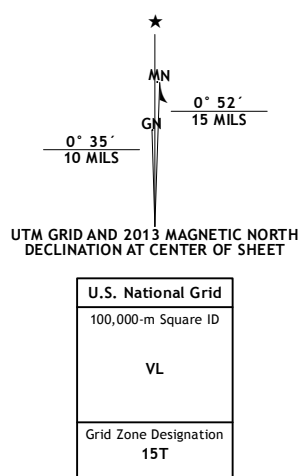 ★
MN
0° 52´
15 MILS
GN
0° 35´
10 MILS
UTM GRID AND 2013 MAGNETIC NORTH
DECLINATION AT CENTER OF SHEET
U.S. National Grid
100,000-m Square ID
VL
Grid Zone Designation
15T